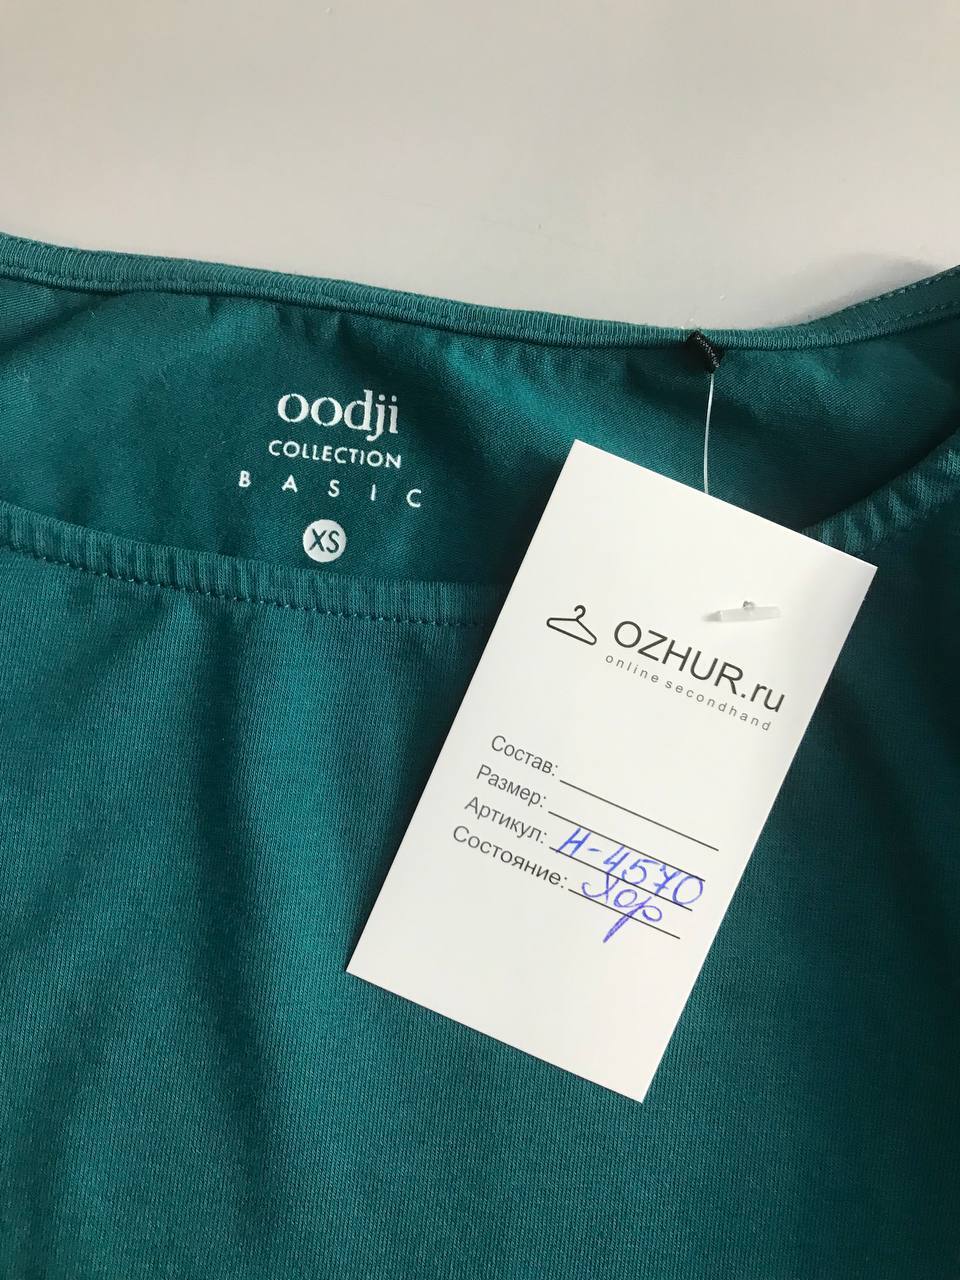 oodji
COLLECTION
BASIC
XS
OZHUR.ru
online secondhand
Состав:
Размер:
Артикул: Н-4570
Состояние: Хор